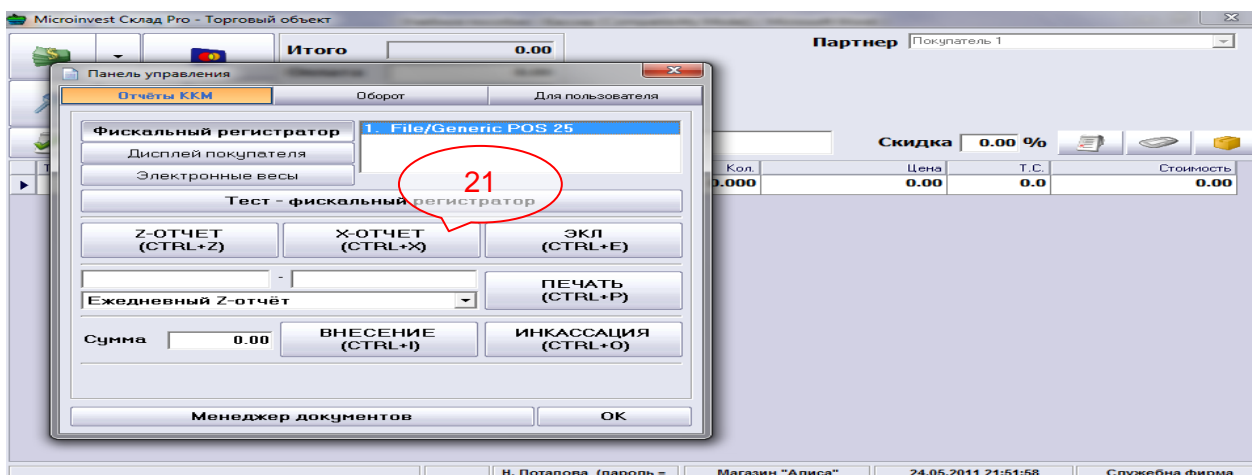 Microinvest Склад Pro - Торговый объект
Итого 0.00
Партнер Покупатель 1
Панель управления
Отчёты ККМ Оборот Для пользователя
Фискальный регистратор
1. File/Generic POS 25
Дисплей покупателя
Скидка 0.00 %
Электронные весы
21
Кол. Цена Т.С. Стоимость
0.00 0.0 0.00
Тест - фискальный регистратор
Z-ОТЧЕТ
(CTRL+Z)
X-ОТЧЕТ
(CTRL+X)
ЭКЛ
(CTRL+E)
-
Ежедневный Z-отчёт
ПЕЧАТЬ
(CTRL+P)
Сумма 0.00
ВНЕСЕНИЕ
(CTRL+I)
ИНКАССАЦИЯ
(CTRL+O)
Менеджер документов OK
Н. Потапова (пароль = Магазин "Алиса" 24.05.2011 21:51:58 Служебна фирма